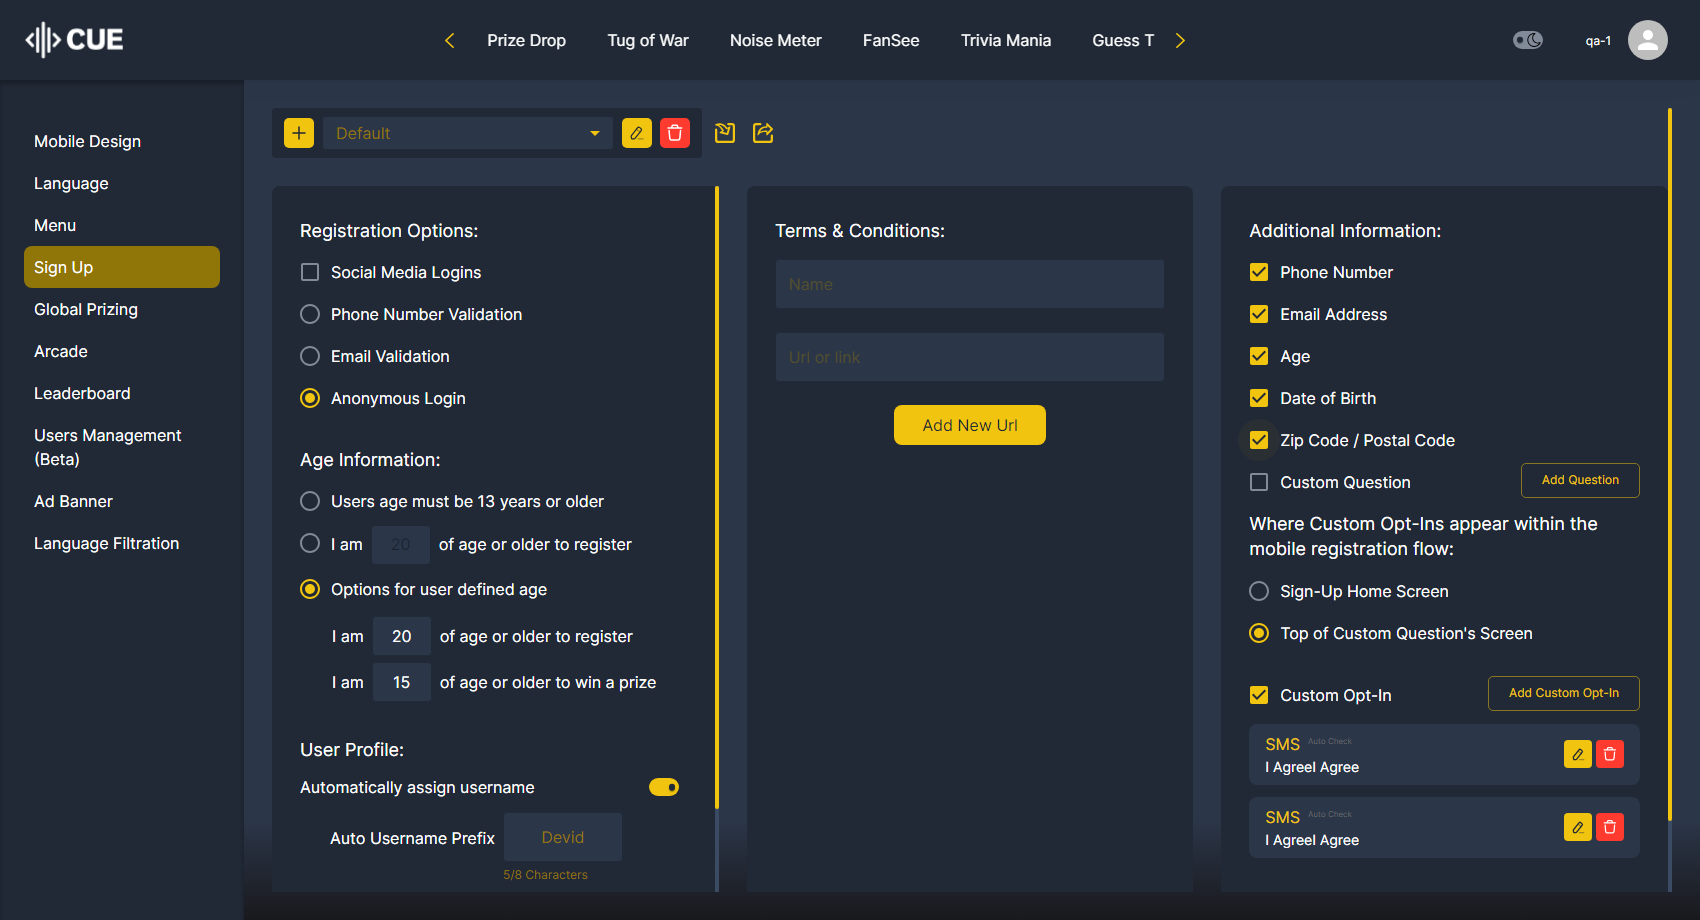 CUE
Prize Drop
Tug of War
Noise Meter
FanSee
Trivia Mania
Guess T
qa-1
Mobile Design
Language
Menu
Sign Up
Global Prizing
Arcade
Leaderboard
Users Management
(Beta)
Ad Banner
Language Filtration
Default
Registration Options:
Social Media Logins
Phone Number Validation
Email Validation
Anonymous Login
Age Information:
Users age must be 13 years or older
I am 20 of age or older to register
Options for user defined age
I am 20 of age or older to register
I am 15 of age or older to win a prize
User Profile:
Automatically assign username
Auto Username Prefix Devid
5/8 Characters
Terms & Conditions:
Name
Url or link
Add New Url
Additional Information:
Phone Number
Email Address
Age
Date of Birth
Zip Code / Postal Code
Custom Question
Add Question
Where Custom Opt-Ins appear within the
mobile registration flow:
Sign-Up Home Screen
Top of Custom Question's Screen
Custom Opt-In
Add Custom Opt-In
SMS Auto Check
I AgreeI Agree
SMS Auto Check
I AgreeI Agree